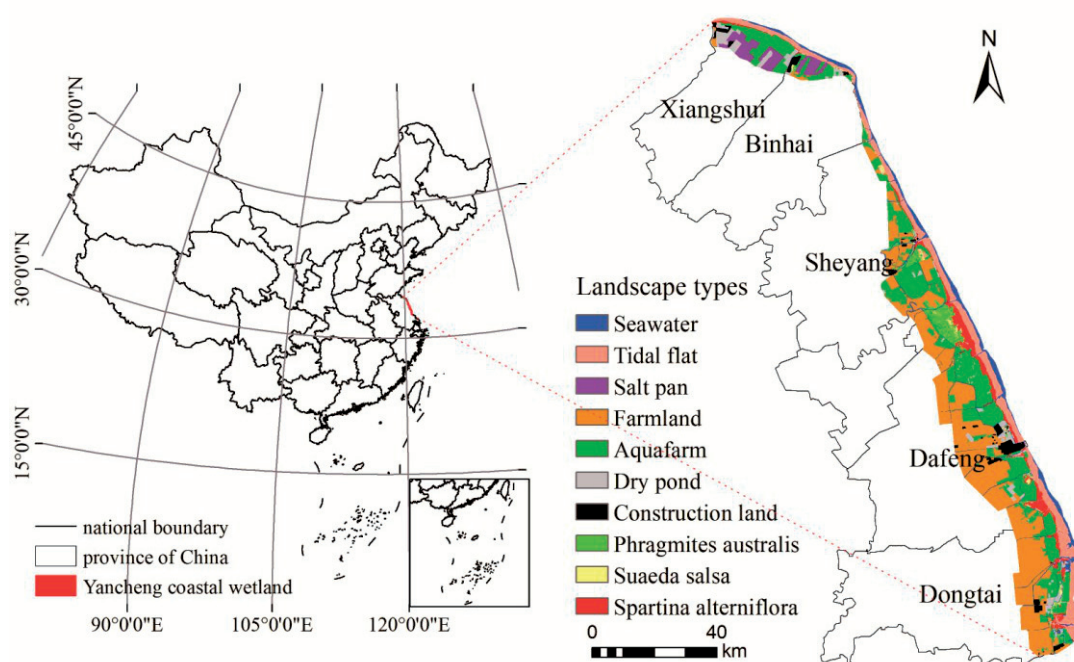 N
Xiangshui
Binhai
Sheyang
Dafeng
Dongtai
45°0'0"N
30°0'0"N
15°0'0"N
90°0'0"E
105°0'0"E
120°0'0"E
national boundary
province of China
Yancheng coastal wetland
Landscape types
Seawater
Tidal flat
Salt pan
Farmland
Aquafarm
Dry pond
Construction land
Phragmites australis
Suaeda salsa
Spartina alterniflora
0 40
km